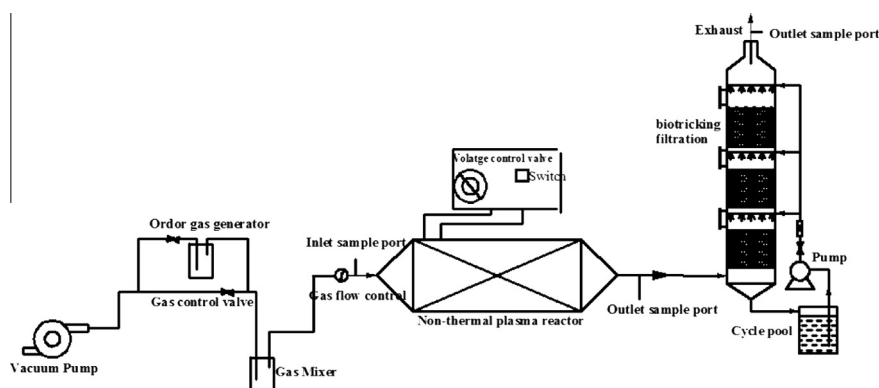 Exhaust
Outlet sample port
biotricking
filtration
Volatge control valve
Switch
Ordor gas generator
Inlet sample port
Gas control valve
Gas flow control
Pump
Outlet sample port
Non-thermal plasma reactor
Cycle pool
Vacuum Pump
Gas Mixer